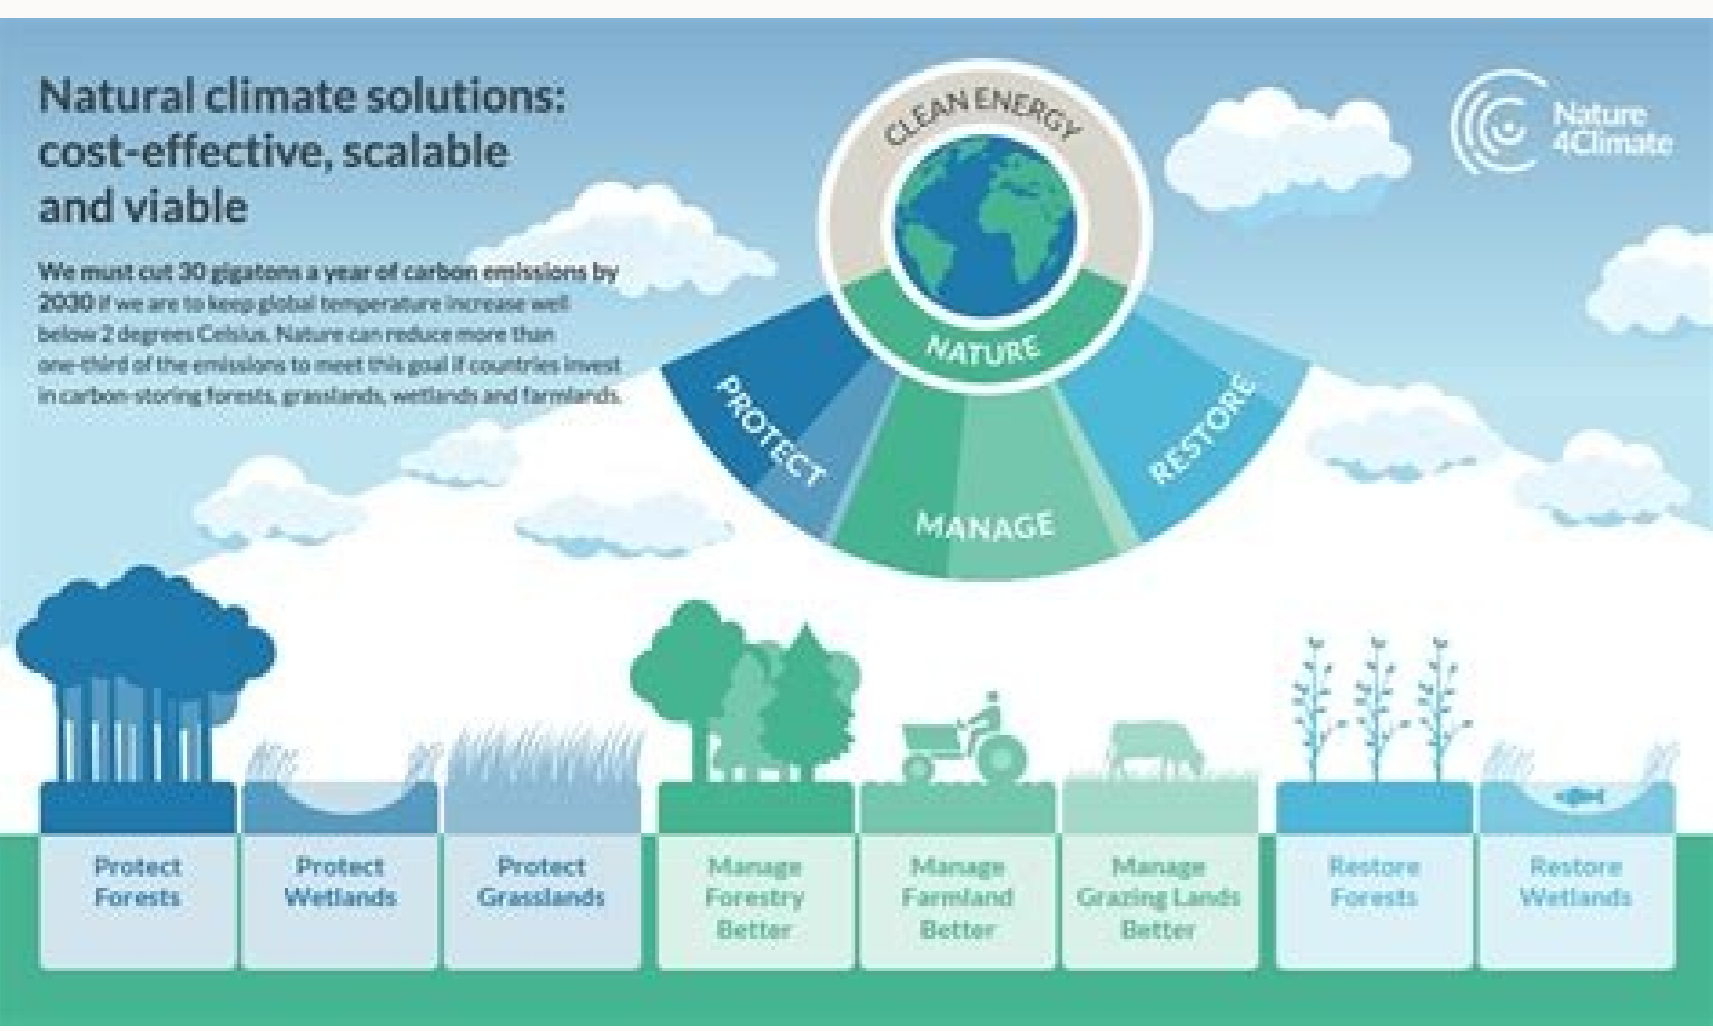 Natural climate solutions:
cost-effective, scalable
and viable
We must cut 30 gigatons a year of carbon emissions by
2030 if we are to keep global temperature increase well
below 2 degrees Celsius. Nature can reduce more than
one-third of the emissions to meet this goal if countries invest
in carbon-storing forests, grasslands, wetlands and farmlands.
CLEAN ENERGY
NATURE
PROTECT
MANAGE
RESTORE
Nature
4Climate
Protect
Forests
Protect
Wetlands
Protect
Grasslands
Manage
Forestry
Better
Manage
Farmland
Better
Manage
Grazing Lands
Better
Restore
Forests
Restore
Wetlands